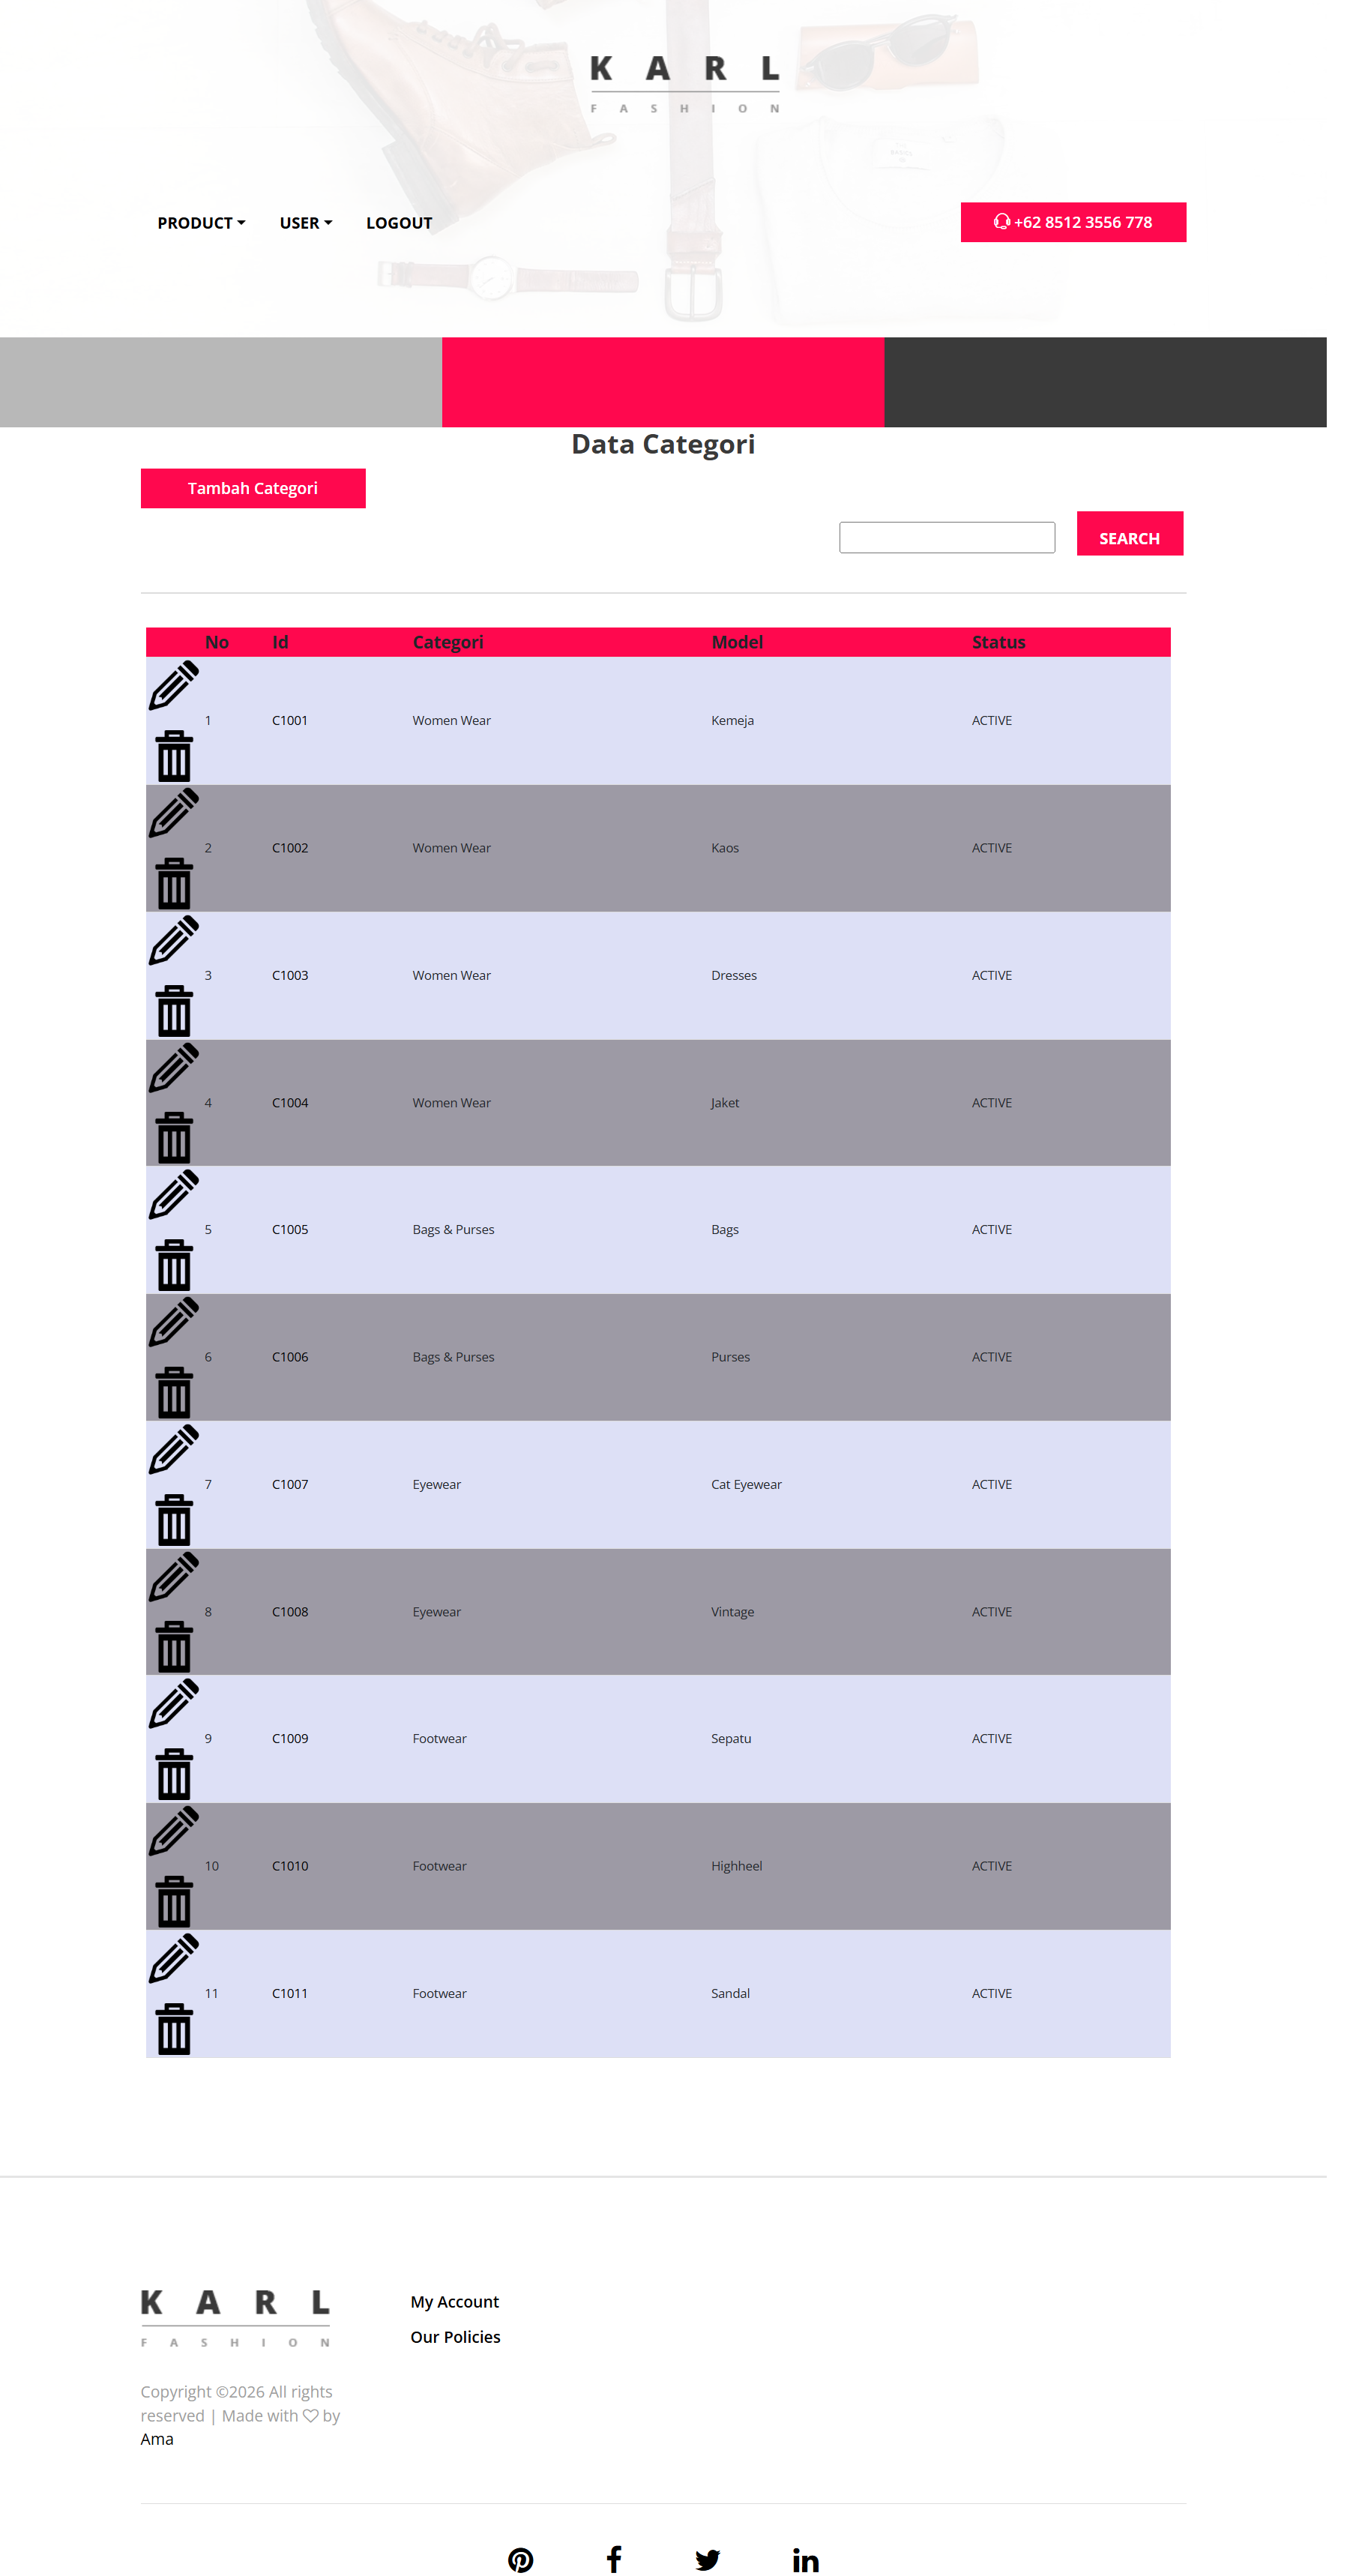 KARL
FASHION
PRODUCT USER LOGOUT
+62 8512 3556 778
Data Categori
Tambah Categori
SEARCH
No Id Categori Model Status
1 C1001 Women Wear Kemeja ACTIVE
2 C1002 Women Wear Kaos ACTIVE
3 C1003 Women Wear Dresses ACTIVE
4 C1004 Women Wear Jaket ACTIVE
5 C1005 Bags & Purses Bags ACTIVE
6 C1006 Bags & Purses Purses ACTIVE
7 C1007 Eyewear Cat Eyewear ACTIVE
8 C1008 Eyewear Vintage ACTIVE
9 C1009 Footwear Sepatu ACTIVE
10 C1010 Footwear Highheel ACTIVE
11 C1011 Footwear Sandal ACTIVE
KARL
FASHION
My Account
Our Policies
Copyright ©2026 All rights
reserved | Made with ♡ by
Ama